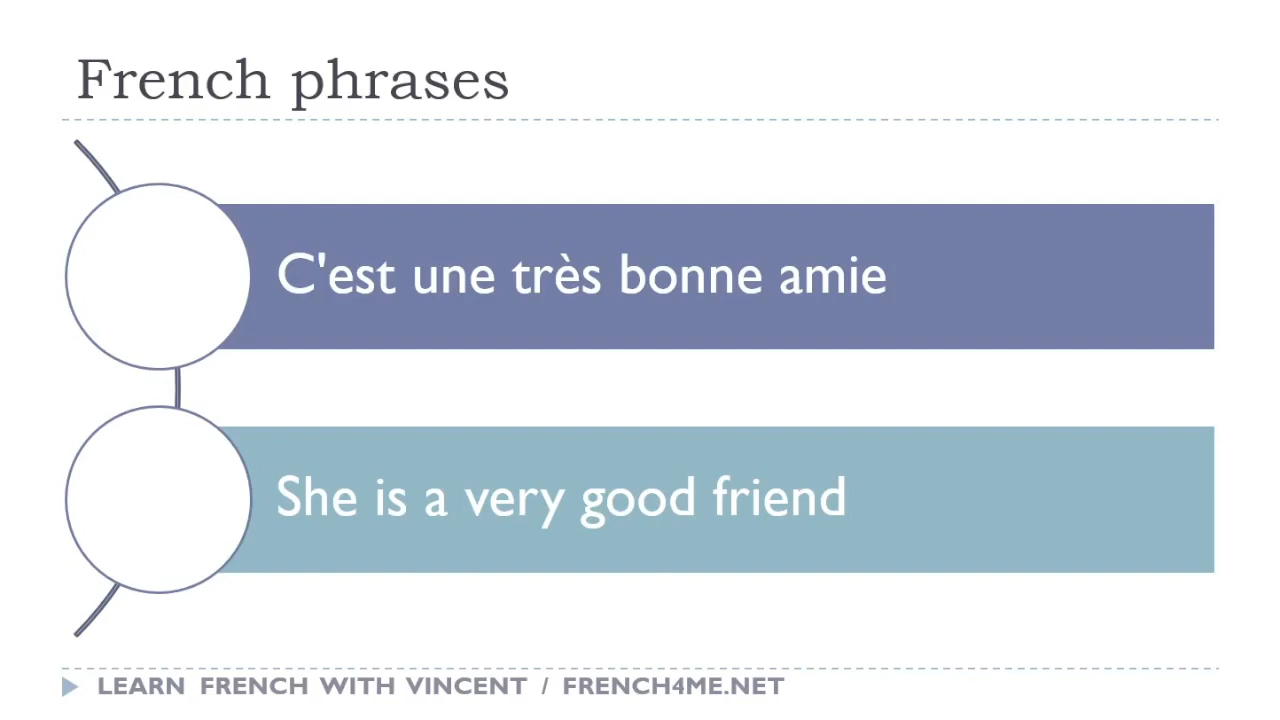 French phrases
C'est une très bonne amie
She is a very good friend
LEARN FRENCH WITH VINCENT / FRENCH4ME.NET